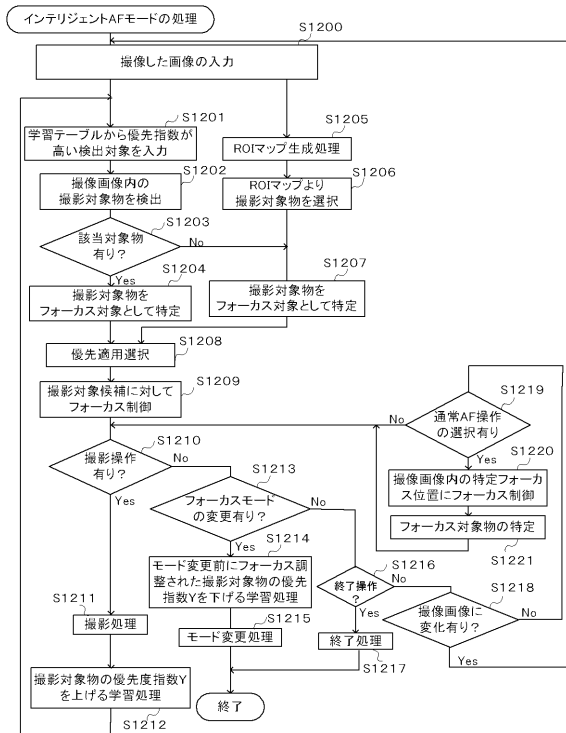 インテリジェントAFモードの処理
S1200
撮像した画像の入力
S1201
学習テーブルから優先指数が
高い検出対象を入力
S1205
ROIマップ生成処理
S1202
撮像画像内の
撮影対象物を検出
S1206
ROIマップより
撮影対象物を選択
S1203
該当対象物
有り?
No
Yes
S1204
撮影対象物を
フォーカス対象として特定
S1207
撮影対象物を
フォーカス対象として特定
優先適用選択
S1208
撮影対象候補に対して
フォーカス制御
S1209
S1219
通常AF操作
の選択有り
No
Yes
S1210
撮影操作
有り?
No
Yes
S1220
撮像画像内の特定フォーカ
ス位置にフォーカス制御
S1213
フォーカスモード
の変更有り?
No
Yes
フォーカス対象物の特定
S1221
S1214
モード変更前にフォーカス調
整された撮影対象物の優先
指数Yを下げる学習処理
S1216
終了操作
?
No
Yes
S1218
撮像画像に
変化有り?
No
Yes
S1211
撮影処理
S1215
モード変更処理
終了処理
S1217
撮影対象物の優先度指数Y
を上げる学習処理
S1212
終了